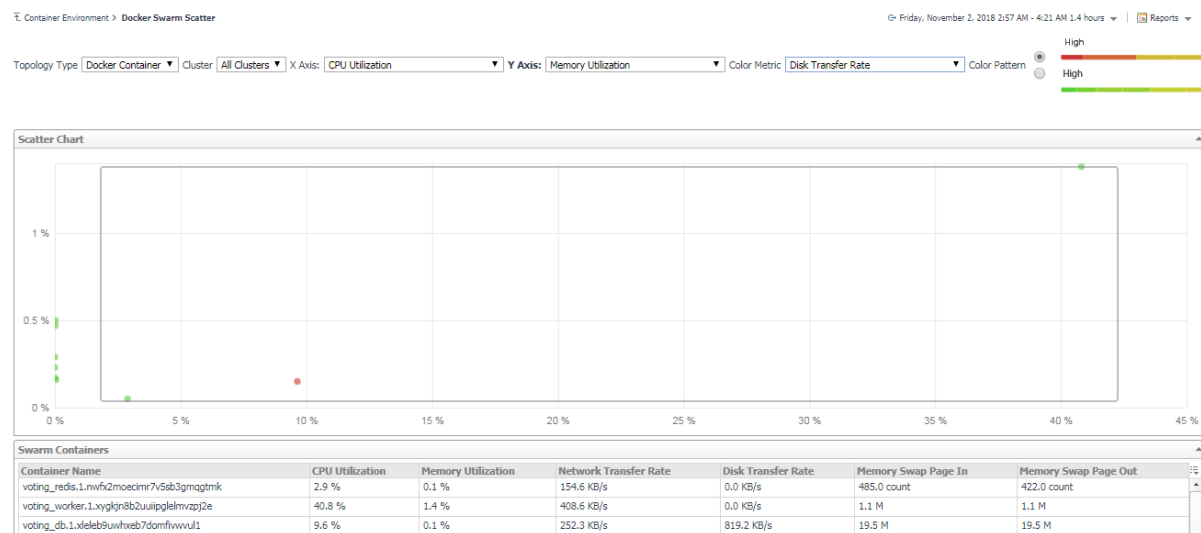 Container Environment > Docker Swarm Scatter
Friday, November 2, 2018 2:57 AM - 4:21 AM 1.4 hours
Reports
Topology Type Docker Container Cluster All Clusters X Axis: CPU Utilization Y Axis: Memory Utilization Color Metric Disk Transfer Rate Color Pattern
High
High
Scatter Chart
1 %
0.5 %
0 %
0 % 5 % 10 % 15 % 20 % 25 % 30 % 35 % 40 % 45 %
Swarm Containers
Container Name CPU Utilization Memory Utilization Network Transfer Rate Disk Transfer Rate Memory Swap Page In Memory Swap Page Out
voting_redis.1.nwfx2moecimr7v5sb3gmqgtmk 2.9 % 0.1 % 154.6 KB/s 0.0 KB/s 485.0 count 422.0 count
voting_worker.1.xygkjn8b2uuiipglelmvzpj2e 40.8 % 1.4 % 408.6 KB/s 0.0 KB/s 1.1 M 1.1 M
voting_db.1.xleleb9uwhxeb7domfivwvul1 9.6 % 0.1 % 252.3 KB/s 819.2 KB/s 19.5 M 19.5 M